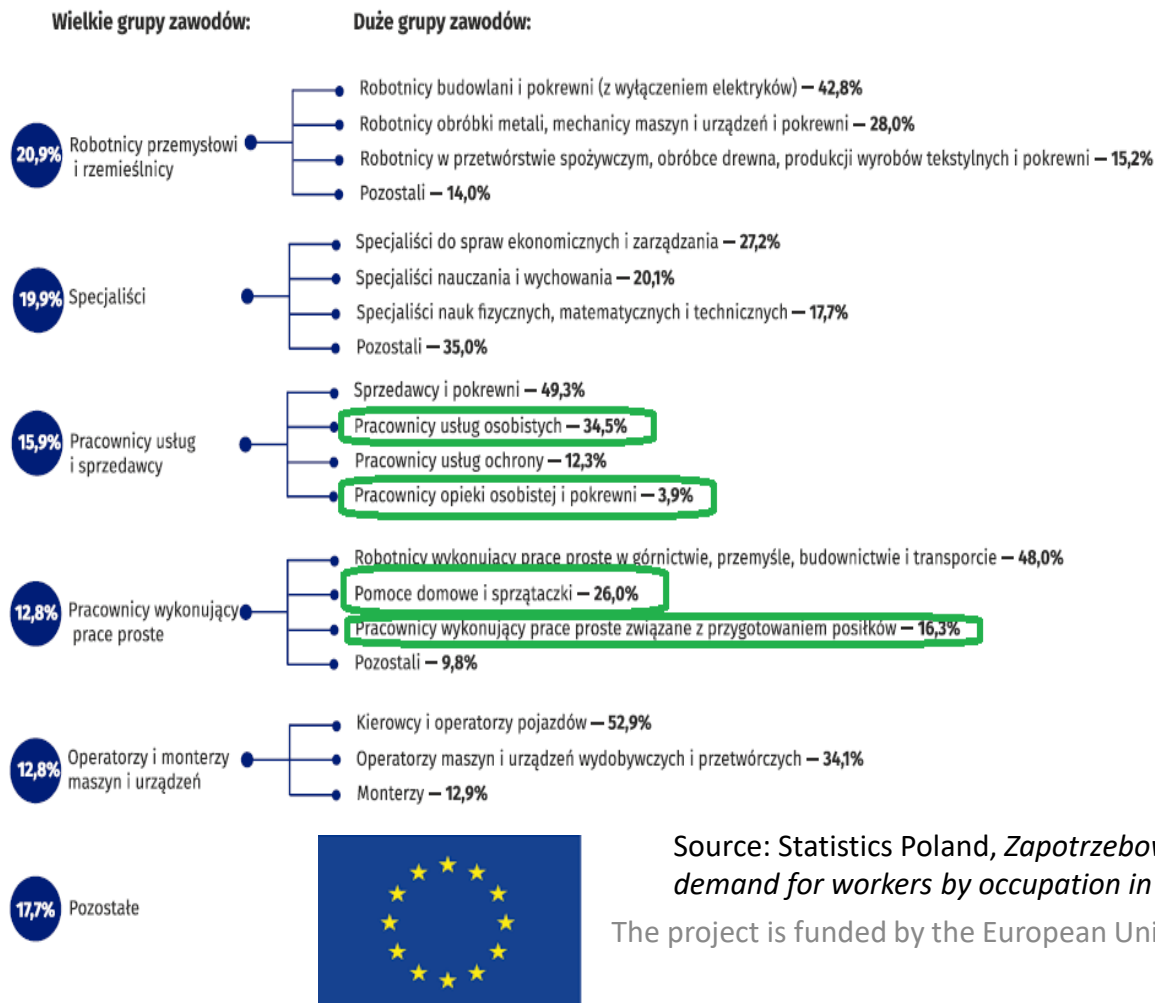 Wielkie grupy zawodów:
Duże grupy zawodów:
20,9%
Robotnicy przemysłowi
i rzemieślnicy
Robotnicy budowlani i pokrewni (z wyłączeniem elektryków) — 42,8%
Robotnicy obróbki metali, mechanicy maszyn i urządzeń i pokrewni — 28,0%
Robotnicy w przetwórstwie spożywczym, obróbce drewna, produkcji wyrobów tekstylnych i pokrewni — 15,2%
Pozostali — 14,0%
19,9%
Specjaliści
Specjaliści do spraw ekonomicznych i zarządzania — 27,2%
Specjaliści nauczania i wychowania — 20,1%
Specjaliści nauk fizycznych, matematycznych i technicznych — 17,7%
Pozostali — 35,0%
15,9%
Pracownicy usług
i sprzedawcy
Sprzedawcy i pokrewni — 49,3%
Pracownicy usług osobistych — 34,5%
Pracownicy usług ochrony — 12,3%
Pracownicy opieki osobistej i pokrewni — 3,9%
12,8%
Pracownicy wykonujący
prace proste
Robotnicy wykonujący prace proste w górnictwie, przemyśle, budownictwie i transporcie — 48,0%
Pomoce domowe i sprzątaczki — 26,0%
Pracownicy wykonujący prace proste związane z przygotowaniem posiłków — 16,3%
Pozostali — 9,8%
12,8%
Operatorzy i monterzy
maszyn i urządzeń
Kierowcy i operatorzy pojazdów — 52,9%
Operatorzy maszyn i urządzeń wydobywczych i przetwórczych — 34,1%
Monterzy — 12,9%
17,7%
Pozostałe
Source: Statistics Poland,
demand for workers by occupation in
The project is funded by the European